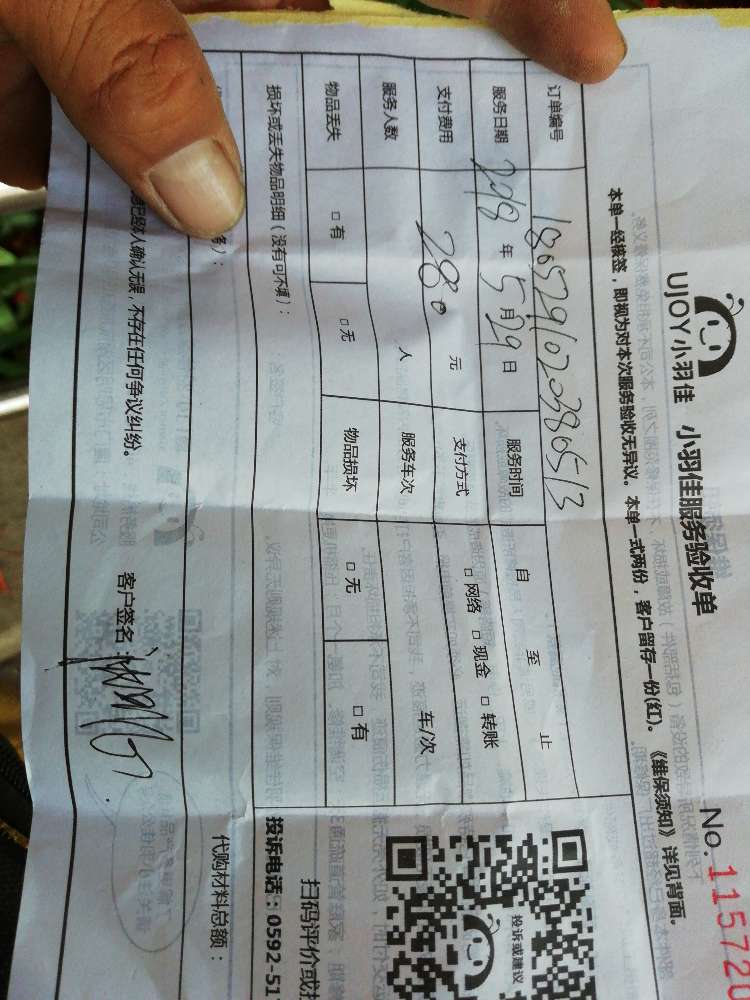 UJOY小羽佳 小羽佳服务验收单
No. 115720
本单一经核签，即视为对本次服务验收无异议。本单一式两份，客户留存一份(红)。《维保须知》详见背面。
订单编号 1805291020380513
服务日期 2018 年 5 月 29 日 服务时间 自 至 止
支付费用 280 元 支付方式 □ 网络 □ 现金 □ 转账
服务人数 人 服务车次 车/次
物品丢失 □ 有 □ 无 物品损坏 □ 无 □ 有
投诉或建议
扫码评价或投
损坏或丢失物品明细（没有可不填）：
投诉电话：0592-51
代购材料总额：
人确认无误，不存在任何争议纠纷。 客户签名：